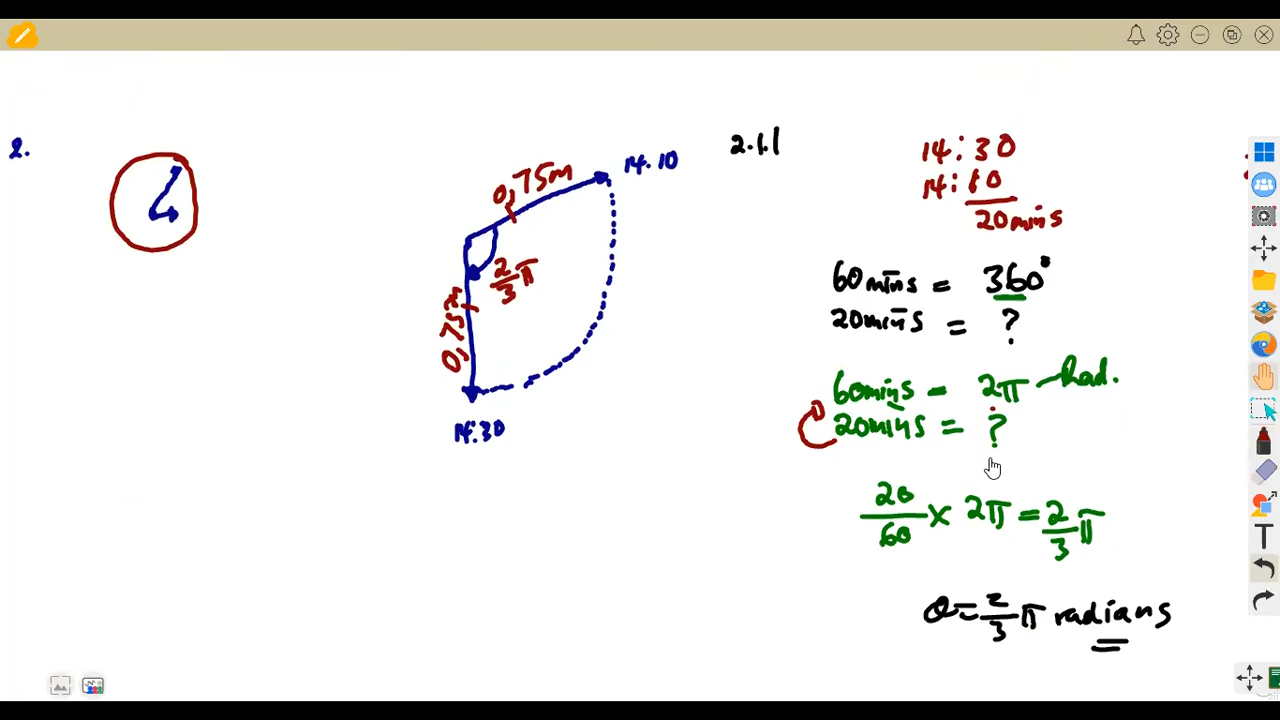 2.
0,75m
14.10
2/3 π
0,75m
14:30
2.1.1
14:30
14:10
20mins
60mins = 360°
20mins = ?
60mins = 2π Rad.
20mins = ?
20/60 × 2π = 2/3 π
θ = 2/3 π radians
T